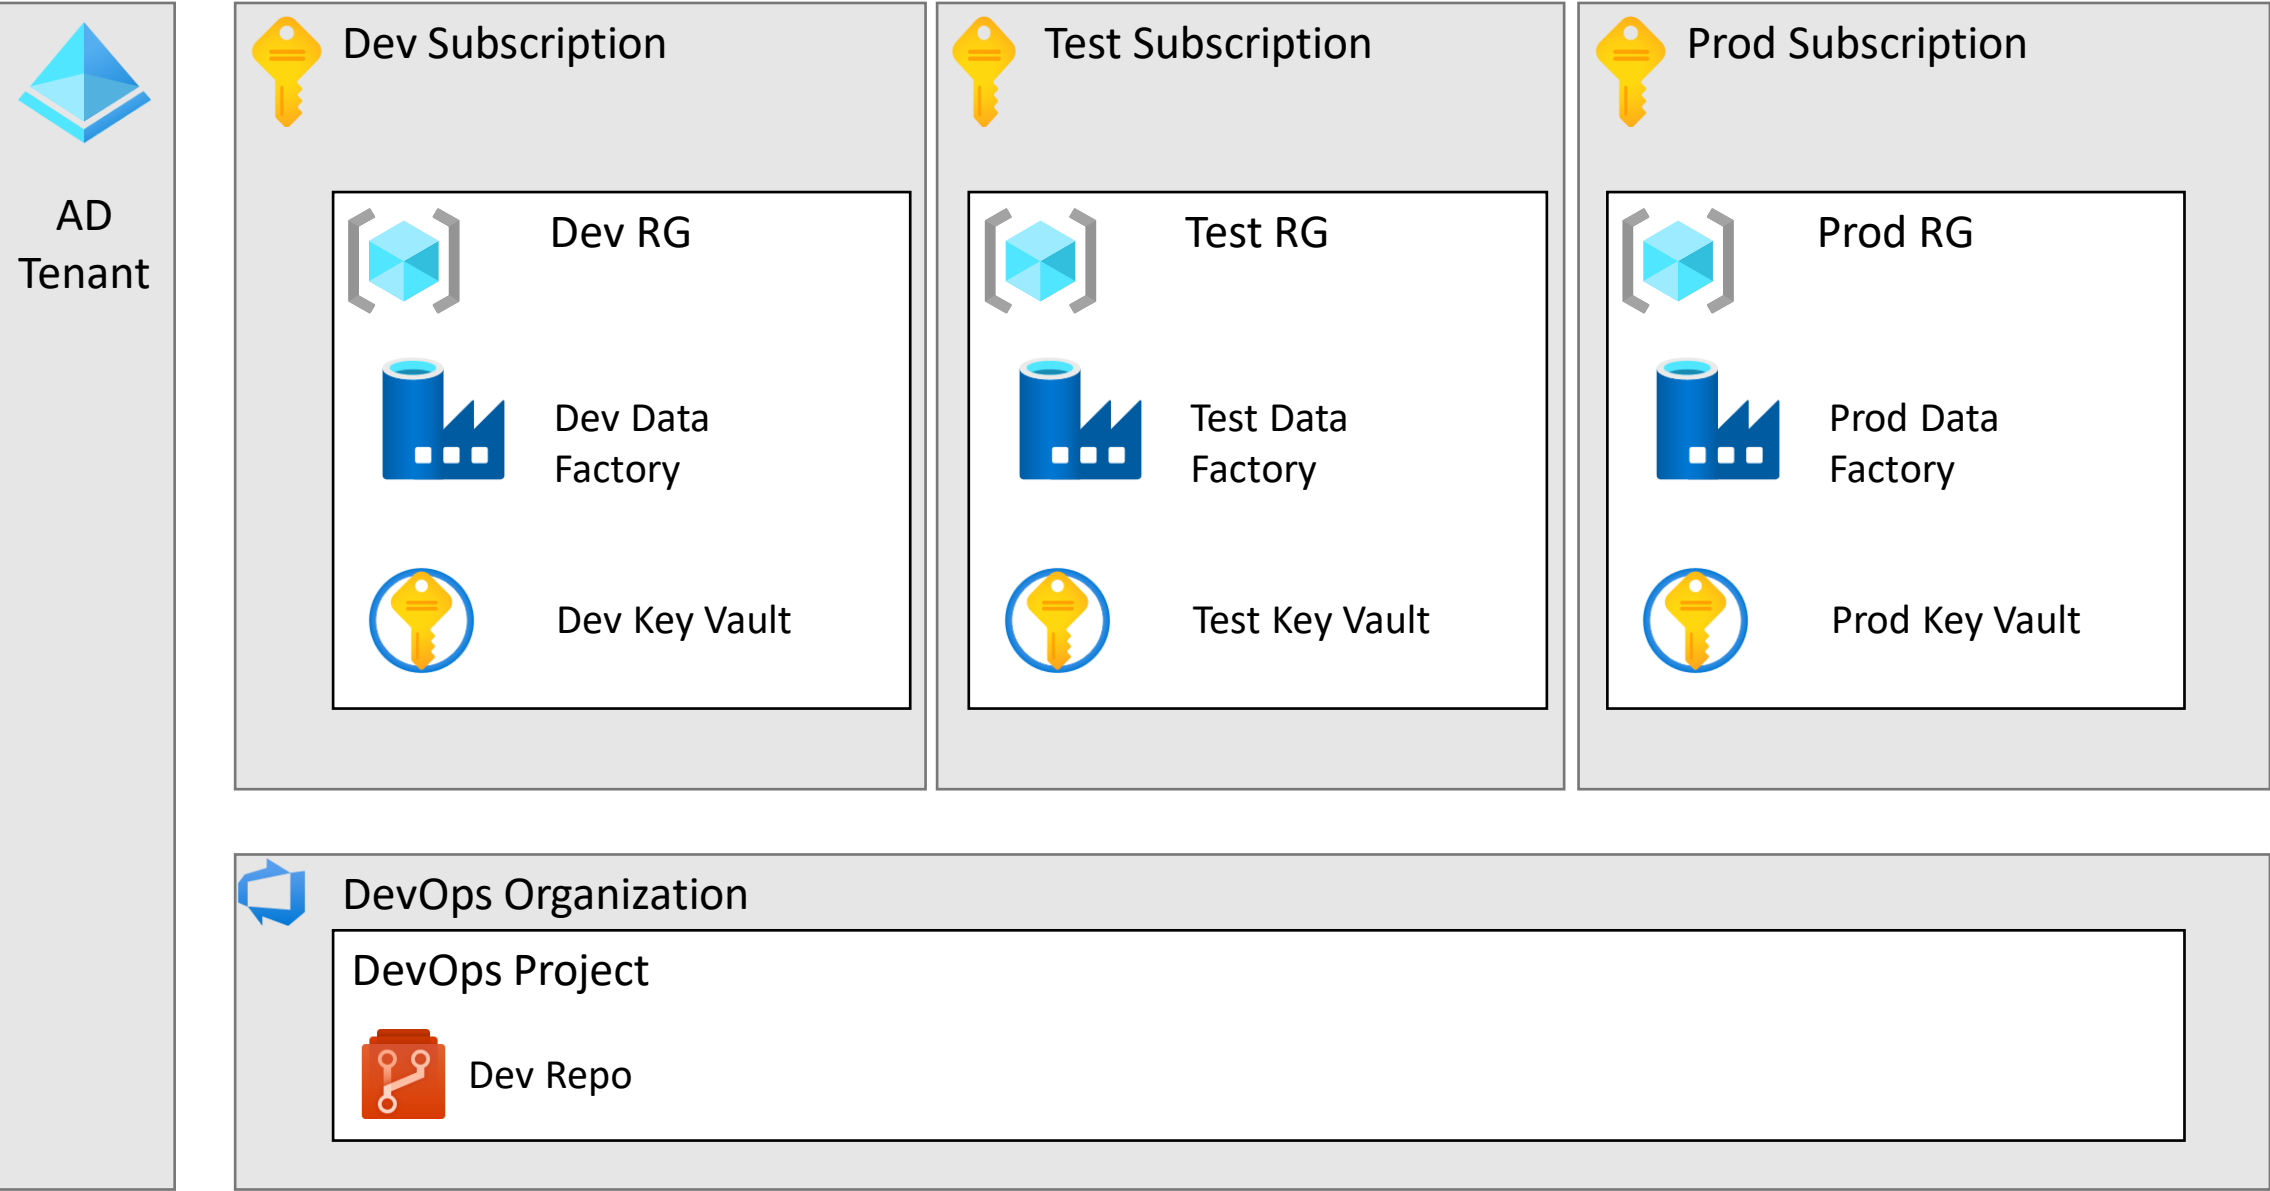 AD
Tenant
Dev Subscription
Dev RG
Dev Data
Factory
Dev Key Vault
Test Subscription
Test RG
Test Data
Factory
Test Key Vault
Prod Subscription
Prod RG
Prod Data
Factory
Prod Key Vault
DevOps Organization
DevOps Project
Dev Repo